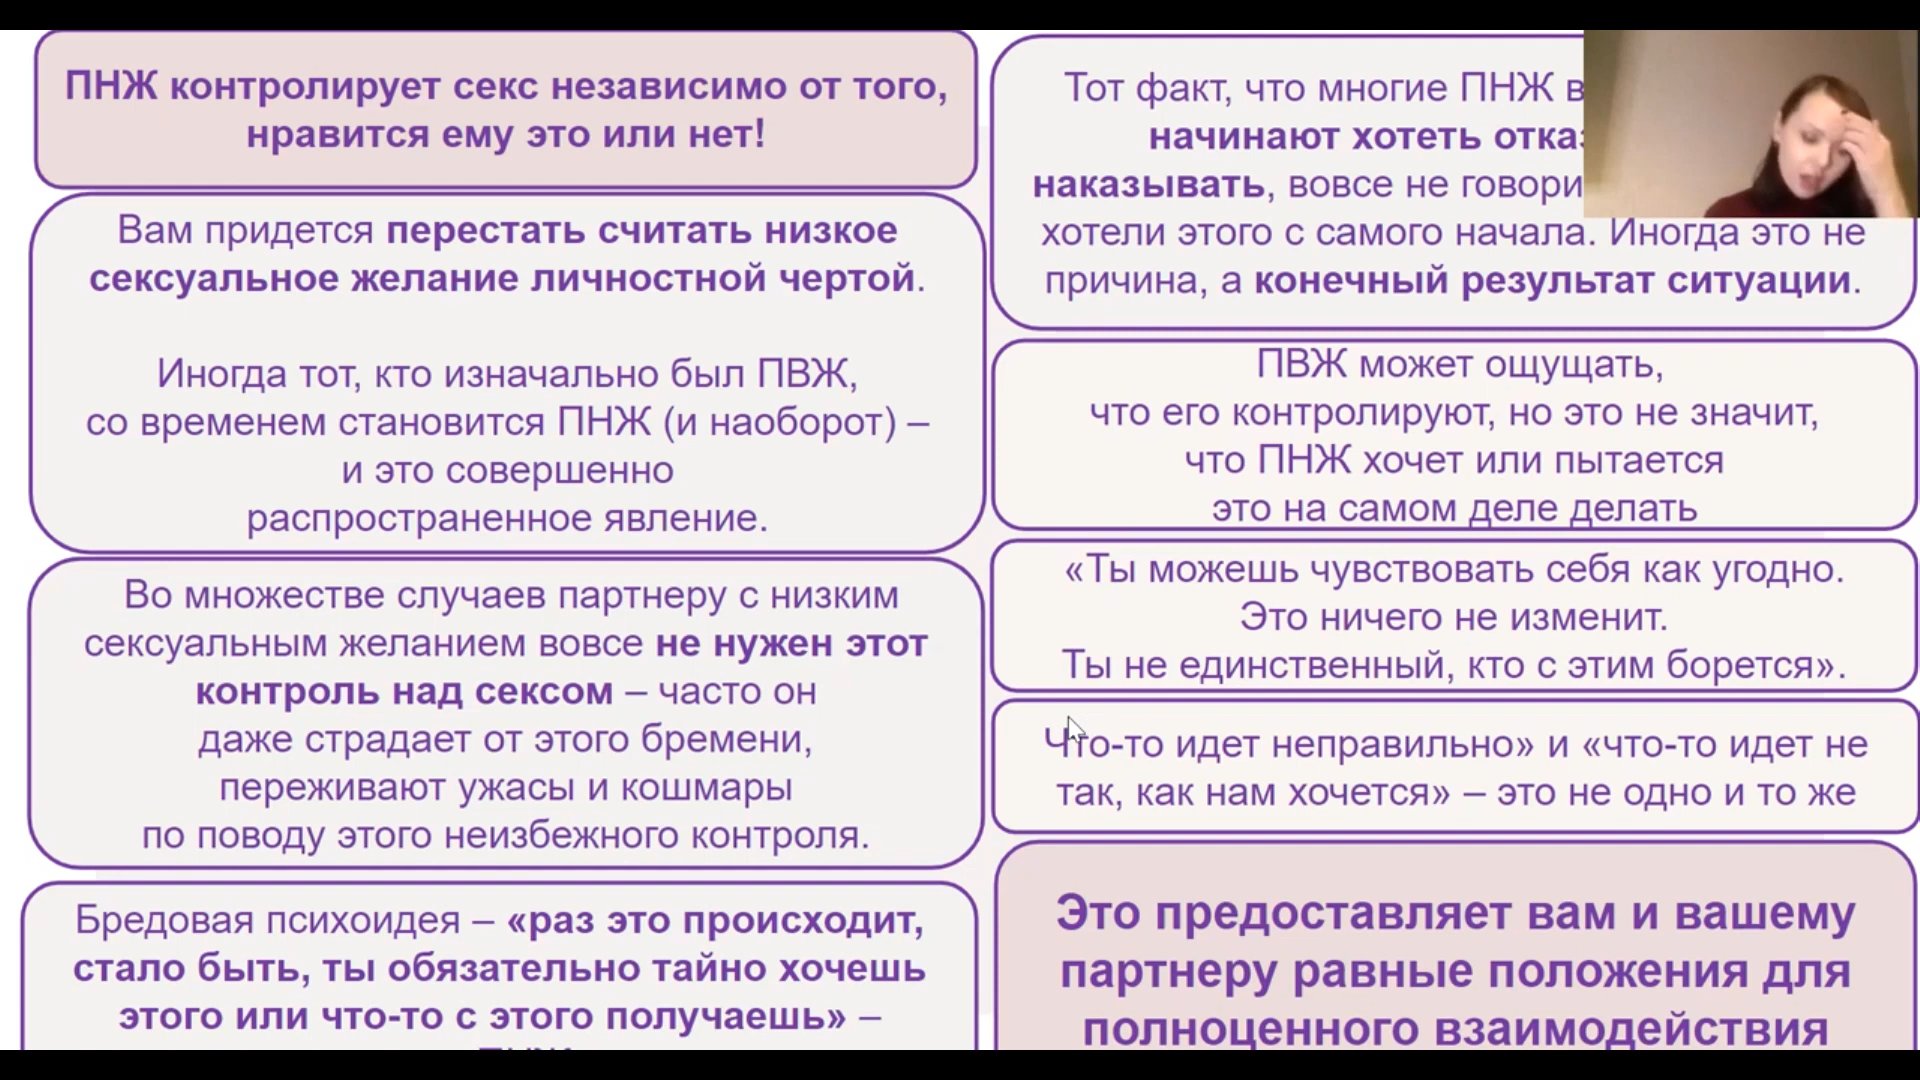 ПНЖ контролирует секс независимо от того,
нравится ему это или нет!
Вам придется перестать считать низкое
сексуальное желание личностной чертой.
Иногда тот, кто изначально был ПВЖ,
со временем становится ПНЖ (и наоборот) –
и это совершенно
распространенное явление.
Во множестве случаев партнеру с низким
сексуальным желанием вовсе не нужен этот
контроль над сексом – часто он
даже страдает от этого бремени,
переживают ужасы и кошмары
по поводу этого неизбежного контроля.
Бредовая психоидея – «раз это происходит,
стало быть, ты обязательно тайно хочешь
этого или что-то с этого получаешь» –
Тот факт, что многие ПНЖ
начинают хотеть
наказывать, вовсе не
хотели этого с самого начала. Иногда это не
причина, а конечный результат ситуации.
ПВЖ может ощущать,
что его контролируют, но это не значит,
что ПНЖ хочет или пытается
это на самом деле делать
«Ты можешь чувствовать себя как угодно.
Это ничего не изменит.
Ты не единственный, кто с этим борется».
Что-то идет неправильно» и «что-то идет не
так, как нам хочется» – это не одно и то же
Это предоставляет вам и вашему
партнеру равные положения для
полноценного взаимодействия